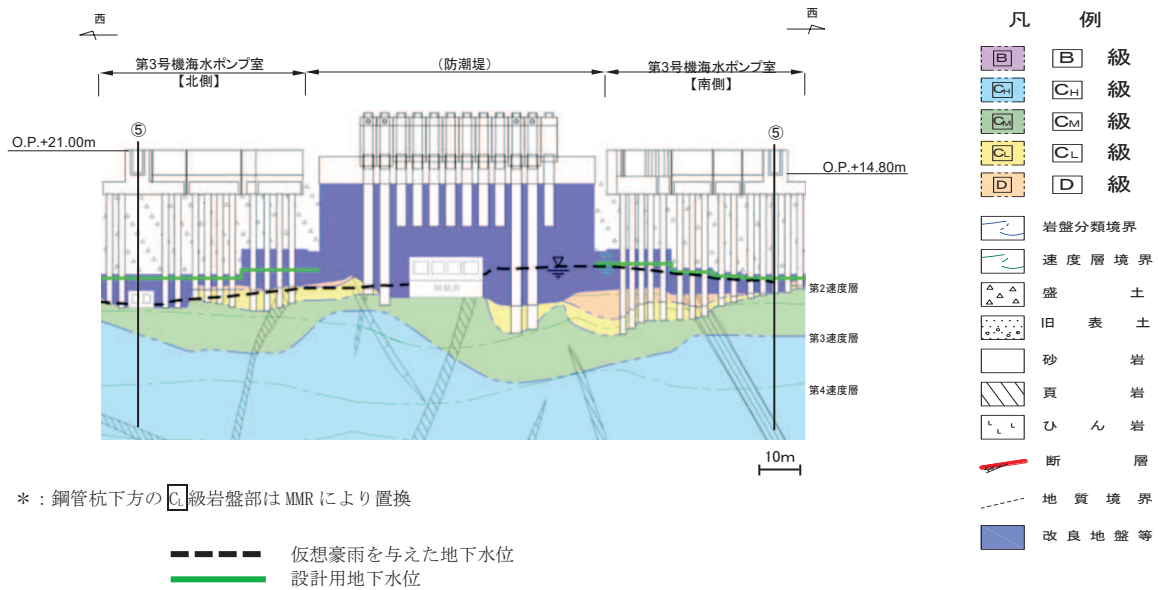 西
西
第3号機海水ポンプ室
【北側】
(防潮堤)
第3号機海水ポンプ室
【南側】
⑤
⑤
O.P.+21.00m
O.P.+14.80m
M.M.R
第2速度層
第3速度層
第4速度層
10m
凡 例
B B 級
CH CH 級
CM CM 級
CL CL 級
D D 級
岩盤分類境界
速度層境界
盛土
旧表土
砂岩
頁岩
ひん岩
断層
地質境界
改良地盤等
＊：鋼管杭下方のCL級岩盤部は MMR により置換
仮想豪雨を与えた地下水位
設計用地下水位